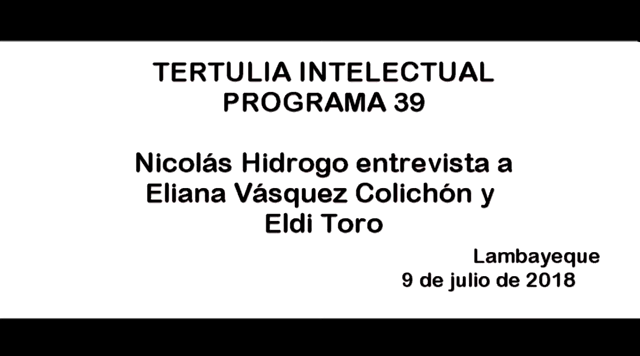 TERTULIA INTELECTUAL
PROGRAMA 39
Nicolás Hidrogo entrevista a
Eliana Vásquez Colichón y
Eldi Toro
Lambayeque
9 de julio de 2018